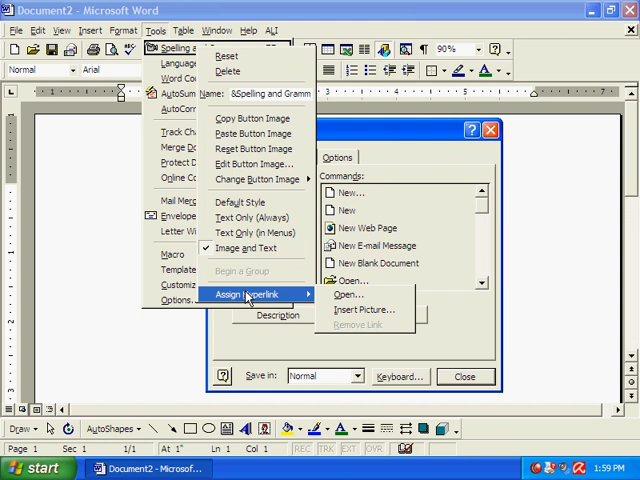 Document2 - Microsoft Word
File Edit View Insert Format Tools Table Window Help ALI
90%
Normal Arial
Spelling
Reset
Delete
Name: &Spelling and Gramm
Copy Button Image
Paste Button Image
Reset Button Image
Edit Button Image...
Change Button Image
Default Style
Text Only (Always)
Text Only (in Menus)
Image and Text
Begin a Group
Assign Hyperlink
Open...
Insert Picture...
Remove Link
Language
Word Co
AutoSum
AutoCorr
Track Ch
Merge Do
Protect D
Online Co
Mail Merg
Envelope
Letter Wi
Macro
Template
Customiz
Options...
Options
Commands:
New...
New
New Web Page
New E-mail Message
New Blank Document
Open...
Description
Save in: Normal Keyboard... Close
Draw AutoShapes
Page 1 Sec 1 1/1 At 1" Ln 1 Col 1 REC TRK EXT OVR
start Document2 - Microsof... 1:59 PM